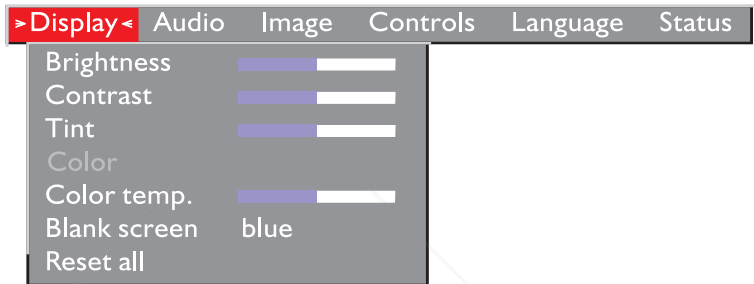 >Display< Audio Image Controls Language Status
Brightness
Contrast
Tint
Color
Color temp.
Blank screen blue
Reset all